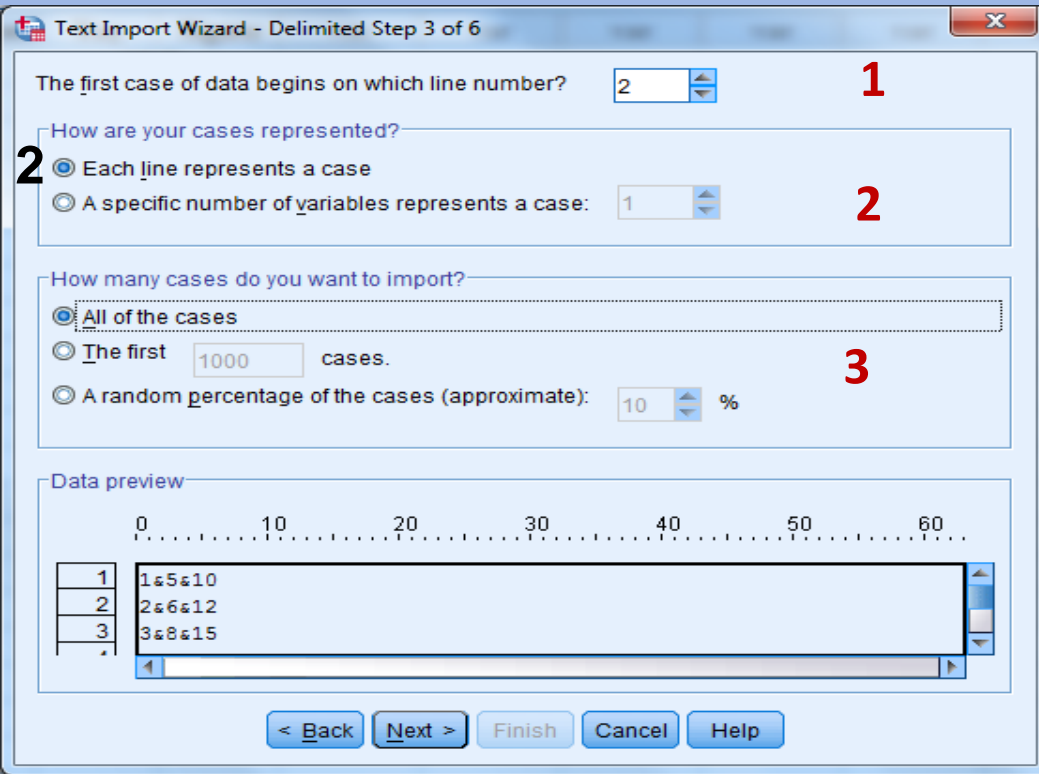 Text Import Wizard - Delimited Step 3 of 6
The first case of data begins on which line number? 2 1
How are your cases represented?
2 Each line represents a case
A specific number of variables represents a case: 1 2
How many cases do you want to import?
All of the cases
The first 1000 cases.
3
A random percentage of the cases (approximate): 10 %
Data preview
0 10 20 30 40 50 60
1 1&5&10
2 2&6&12
3 3&8&15
< Back Next > Finish Cancel Help